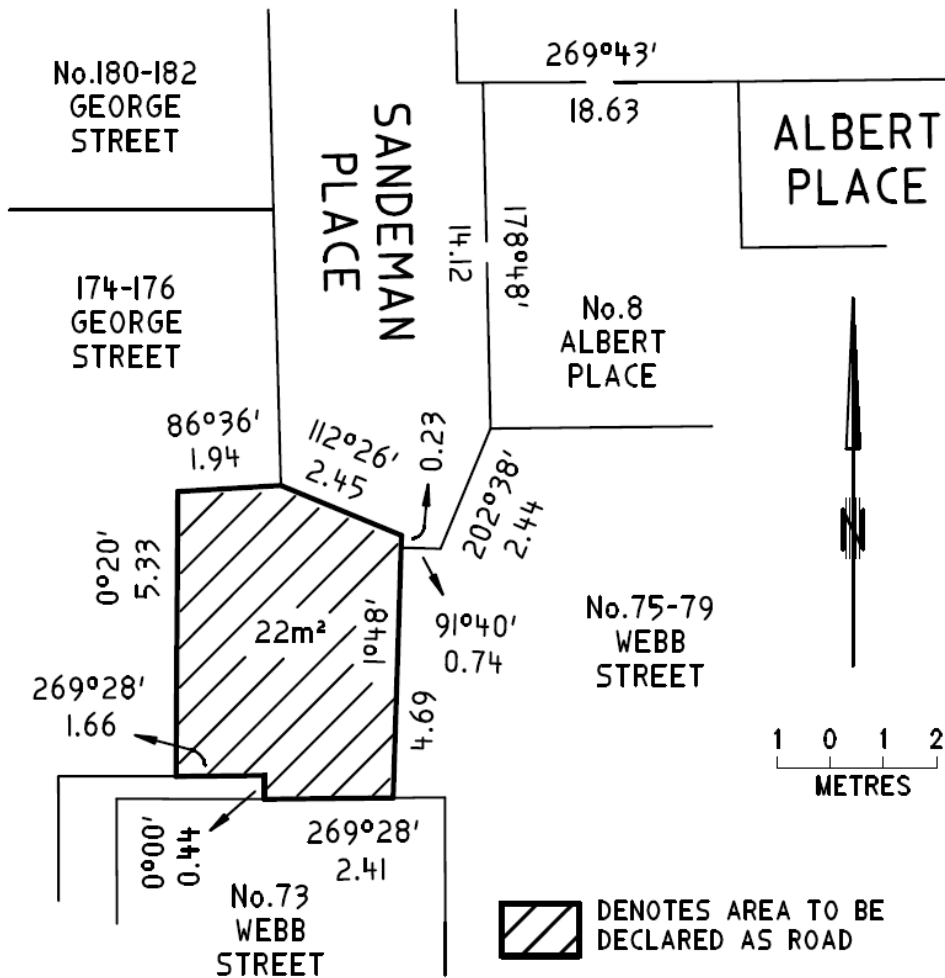 No.180-182
GEORGE
STREET
SANDEMAN
PLACE
269°43'
18.63
ALBERT
PLACE
178°48'
14.12
174-176
GEORGE
STREET
No.8
ALBERT
PLACE
86°36'
1.94
112°26'
2.45
0.23
202°38'
2.44
0°20'
5.33
22m²
1°48'
4.69
91°40'
0.74
No.75-79
WEBB
STREET
N
269°28'
1.66
0°00'
0.44
269°28'
2.41
No.73
WEBB
STREET
1 0 1 2
METRES
DENOTES AREA TO BE
DECLARED AS ROAD